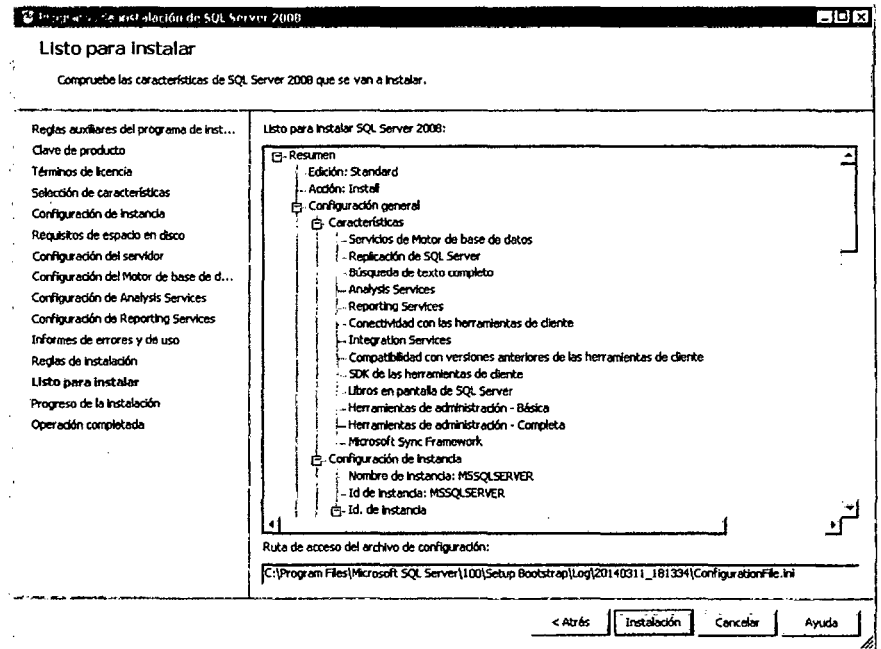 Programa de instalación de SQL Server 2008
Listo para instalar
Compruebe las características de SQL Server 2008 que se van a instalar.
Reglas auxiliares del programa de inst...
Clave de producto
Términos de licencia
Selección de características
Configuración de instancia
Requisitos de espacio en disco
Configuración del servidor
Configuración del Motor de base de d...
Configuración de Analysis Services
Configuración de Reporting Services
Informes de errores y de uso
Reglas de instalación
Listo para instalar
Progreso de la instalación
Operación completada
Listo para instalar SQL Server 2008:
Resumen
Edición: Standard
Acción: Install
Configuración general
Características
Servicios de Motor de base de datos
Replicación de SQL Server
Búsqueda de texto completo
Analysis Services
Reporting Services
Conectividad con las herramientas de cliente
Integration Services
Compatibilidad con versiones anteriores de las herramientas de cliente
SDK de las herramientas de cliente
Libros en pantalla de SQL Server
Herramientas de administración - Básica
Herramientas de administración - Completa
Microsoft Sync Framework
Configuración de instancia
Nombre de instancia: MSSQLSERVER
Id de instancia: MSSQLSERVER
Id. de instancia
Ruta de acceso del archivo de configuración:
C:\Program Files\Microsoft SQL Server\100\Setup Bootstrap\Log\20140311_181334\ConfigurationFile.ini
< Atrás
Instalación
Cancelar
Ayuda